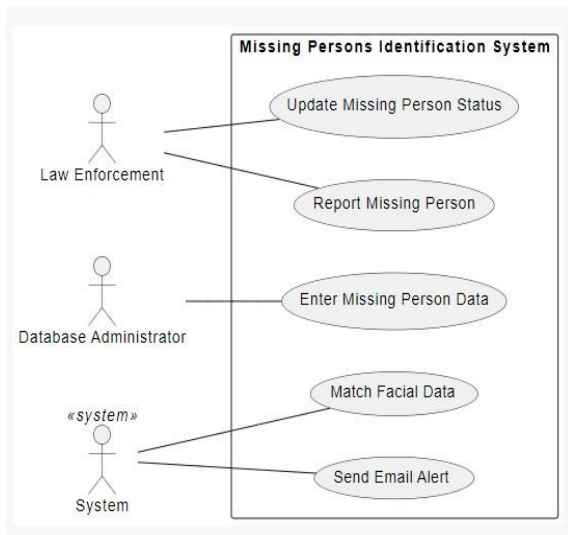 Missing Persons Identification System
Update Missing Person Status
Law Enforcement
Report Missing Person
Enter Missing Person Data
Database Administrator
Match Facial Data
«system»
Send Email Alert
System